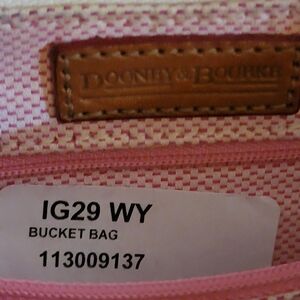 DOONEY & BOURKE
IG29 WY
BUCKET BAG
113009137